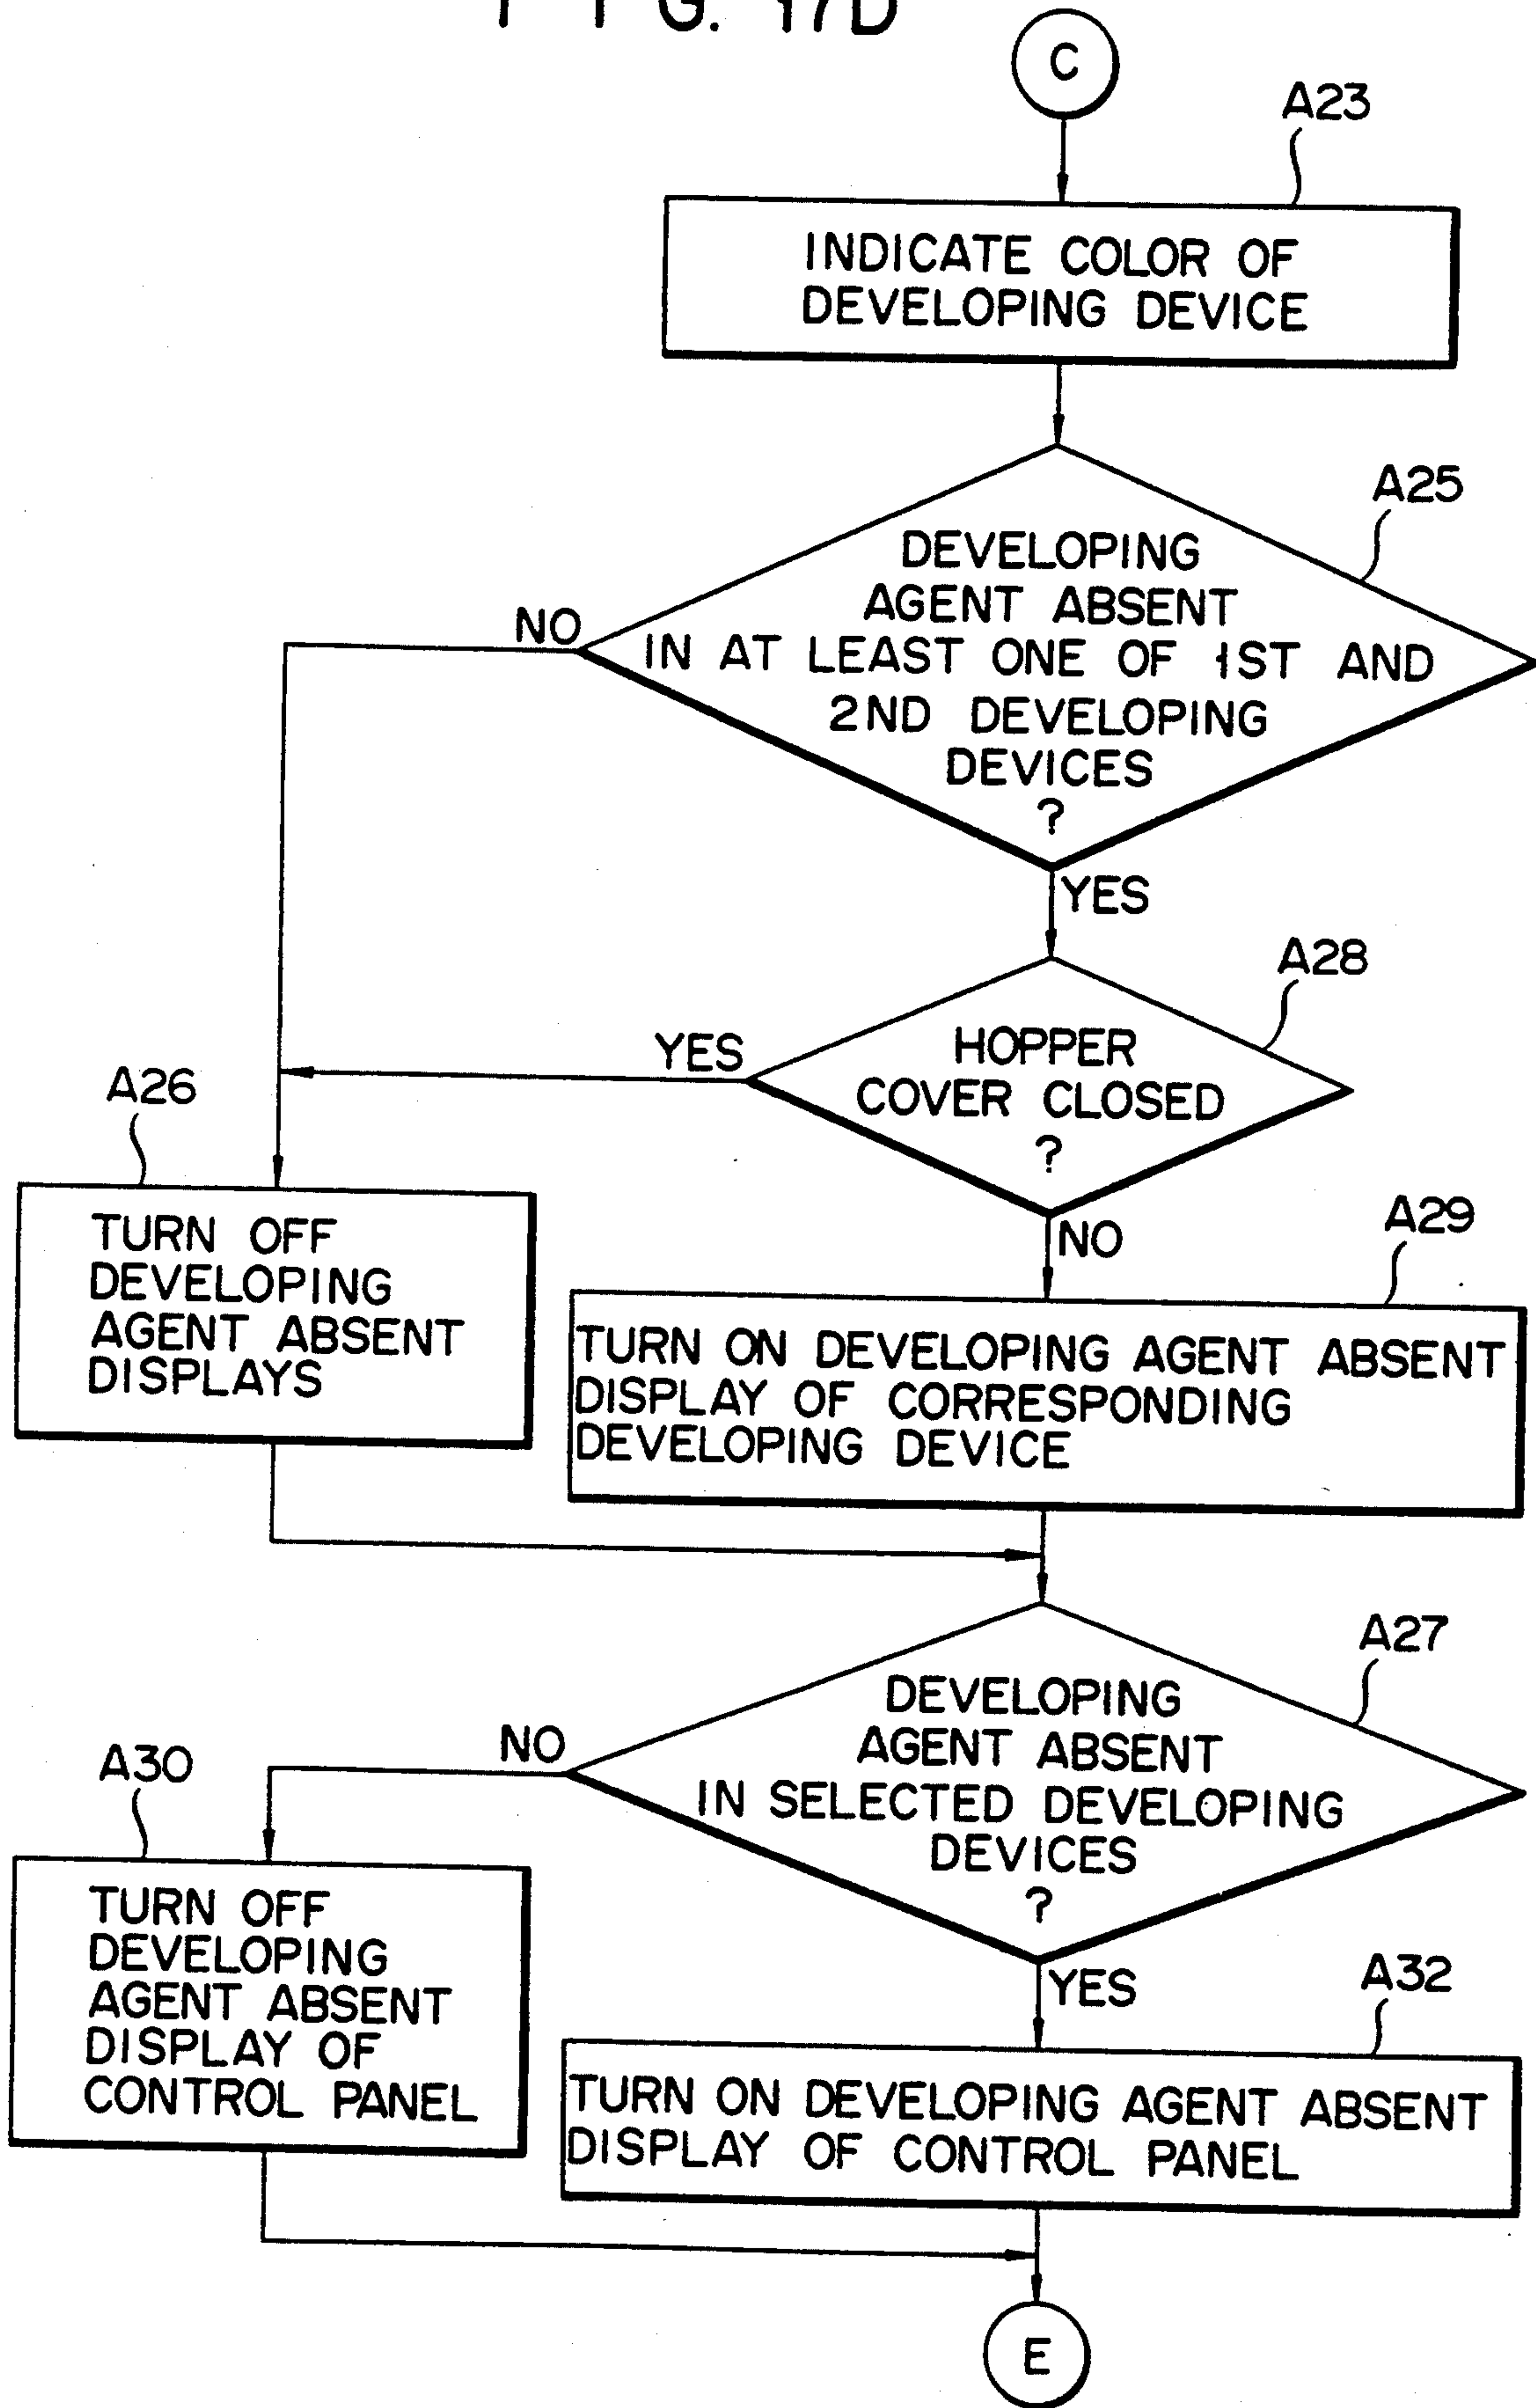 FIG. 17D
C
A23
INDICATE COLOR OF
DEVELOPING DEVICE
A25
DEVELOPING
AGENT ABSENT
IN AT LEAST ONE OF 1ST AND
2ND DEVELOPING
DEVICES
?
NO
YES
A28
HOPPER
COVER CLOSED
?
YES
NO
A26
TURN OFF
DEVELOPING
AGENT ABSENT
DISPLAYS
A29
TURN ON DEVELOPING AGENT ABSENT
DISPLAY OF CORRESPONDING
DEVELOPING DEVICE
A27
DEVELOPING
AGENT ABSENT
IN SELECTED DEVELOPING
DEVICES
?
NO
YES
A30
TURN OFF
DEVELOPING
AGENT ABSENT
DISPLAY OF
CONTROL PANEL
A32
TURN ON DEVELOPING AGENT ABSENT
DISPLAY OF CONTROL PANEL
E